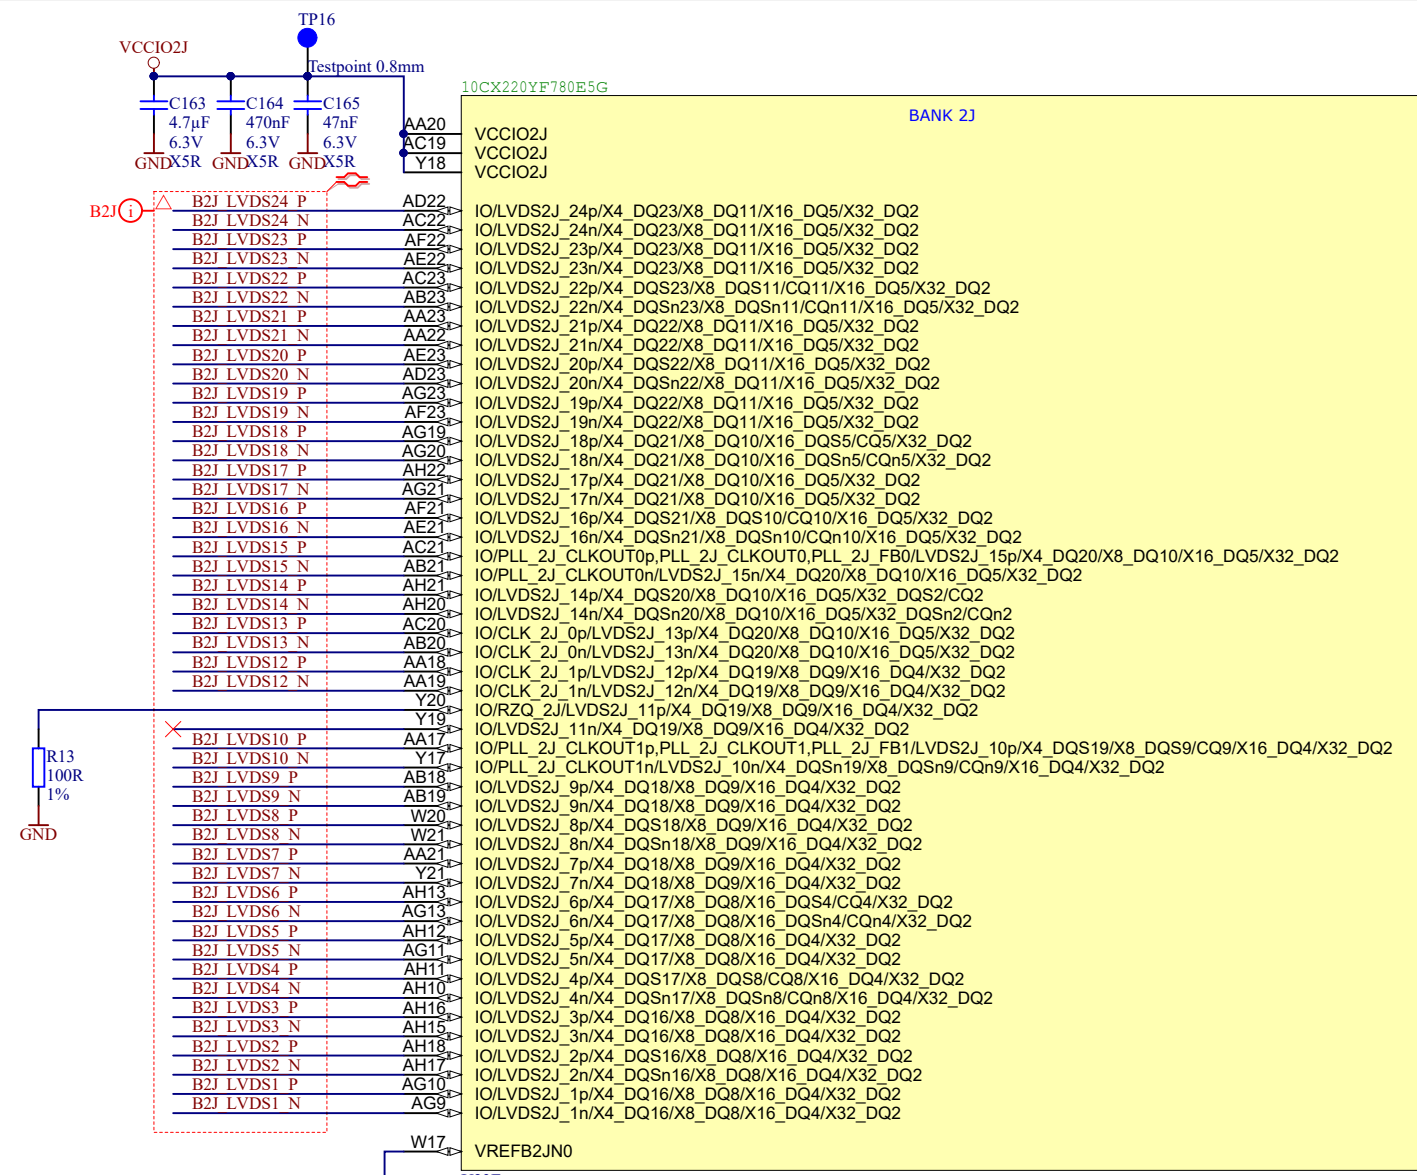 TP16
VCCIO2J
Testpoint 0.8mm
10CX220YF780E5G
BANK 2J
C163 C164 C165
4.7µF 470nF 47nF
6.3V 6.3V 6.3V
GND X5R GND X5R GND X5R
AA20 VCCIO2J
AC19 VCCIO2J
Y18 VCCIO2J
B2J i
B2J_LVDS24_P AD22 IO/LVDS2J_24p/X4_DQ23/X8_DQ11/X16_DQ5/X32_DQ2
B2J_LVDS24_N AC22 IO/LVDS2J_24n/X4_DQ23/X8_DQ11/X16_DQ5/X32_DQ2
B2J_LVDS23_P AF22 IO/LVDS2J_23p/X4_DQ23/X8_DQ11/X16_DQ5/X32_DQ2
B2J_LVDS23_N AE22 IO/LVDS2J_23n/X4_DQ23/X8_DQ11/X16_DQ5/X32_DQ2
B2J_LVDS22_P AC23 IO/LVDS2J_22p/X4_DQS23/X8_DQS11/CQ11/X16_DQ5/X32_DQ2
B2J_LVDS22_N AB23 IO/LVDS2J_22n/X4_DQSn23/X8_DQSn11/CQn11/X16_DQ5/X32_DQ2
B2J_LVDS21_P AA23 IO/LVDS2J_21p/X4_DQ22/X8_DQ11/X16_DQ5/X32_DQ2
B2J_LVDS21_N AA22 IO/LVDS2J_21n/X4_DQ22/X8_DQ11/X16_DQ5/X32_DQ2
B2J_LVDS20_P AE23 IO/LVDS2J_20p/X4_DQS22/X8_DQ11/X16_DQ5/X32_DQ2
B2J_LVDS20_N AD23 IO/LVDS2J_20n/X4_DQSn22/X8_DQ11/X16_DQ5/X32_DQ2
B2J_LVDS19_P AG23 IO/LVDS2J_19p/X4_DQ22/X8_DQ11/X16_DQ5/X32_DQ2
B2J_LVDS19_N AF23 IO/LVDS2J_19n/X4_DQ22/X8_DQ11/X16_DQ5/X32_DQ2
B2J_LVDS18_P AG19 IO/LVDS2J_18p/X4_DQ21/X8_DQ10/X16_DQS5/CQ5/X32_DQ2
B2J_LVDS18_N AG20 IO/LVDS2J_18n/X4_DQ21/X8_DQ10/X16_DQSn5/CQn5/X32_DQ2
B2J_LVDS17_P AH22 IO/LVDS2J_17p/X4_DQ21/X8_DQ10/X16_DQ5/X32_DQ2
B2J_LVDS17_N AG21 IO/LVDS2J_17n/X4_DQ21/X8_DQ10/X16_DQ5/X32_DQ2
B2J_LVDS16_P AF21 IO/LVDS2J_16p/X4_DQS21/X8_DQS10/CQ10/X16_DQ5/X32_DQ2
B2J_LVDS16_N AE21 IO/LVDS2J_16n/X4_DQSn21/X8_DQSn10/CQn10/X16_DQ5/X32_DQ2
B2J_LVDS15_P AC21 IO/PLL_2J_CLKOUT0p,PLL_2J_CLKOUT0,PLL_2J_FB0/LVDS2J_15p/X4_DQ20/X8_DQ10/X16_DQ5/X32_DQ2
B2J_LVDS15_N AB21 IO/PLL_2J_CLKOUT0n/LVDS2J_15n/X4_DQ20/X8_DQ10/X16_DQ5/X32_DQ2
B2J_LVDS14_P AH21 IO/LVDS2J_14p/X4_DQS20/X8_DQ10/X16_DQ5/X32_DQS2/CQ2
B2J_LVDS14_N AH20 IO/LVDS2J_14n/X4_DQSn20/X8_DQ10/X16_DQ5/X32_DQSn2/CQn2
B2J_LVDS13_P AC20 IO/CLK_2J_0p/LVDS2J_13p/X4_DQ20/X8_DQ10/X16_DQ5/X32_DQ2
B2J_LVDS13_N AB20 IO/CLK_2J_0n/LVDS2J_13n/X4_DQ20/X8_DQ10/X16_DQ5/X32_DQ2
B2J_LVDS12_P AA18 IO/CLK_2J_1p/LVDS2J_12p/X4_DQ19/X8_DQ9/X16_DQ4/X32_DQ2
B2J_LVDS12_N AA19 IO/CLK_2J_1n/LVDS2J_12n/X4_DQ19/X8_DQ9/X16_DQ4/X32_DQ2
Y20 IO/RZQ_2J/LVDS2J_11p/X4_DQ19/X8_DQ9/X16_DQ4/X32_DQ2
Y19 IO/LVDS2J_11n/X4_DQ19/X8_DQ9/X16_DQ4/X32_DQ2
B2J_LVDS10_P AA17 IO/PLL_2J_CLKOUT1p,PLL_2J_CLKOUT1,PLL_2J_FB1/LVDS2J_10p/X4_DQS19/X8_DQS9/CQ9/X16_DQ4/X32_DQ2
B2J_LVDS10_N Y17 IO/PLL_2J_CLKOUT1n/LVDS2J_10n/X4_DQSn19/X8_DQSn9/CQn9/X16_DQ4/X32_DQ2
B2J_LVDS9_P AB18 IO/LVDS2J_9p/X4_DQ18/X8_DQ9/X16_DQ4/X32_DQ2
B2J_LVDS9_N AB19 IO/LVDS2J_9n/X4_DQ18/X8_DQ9/X16_DQ4/X32_DQ2
B2J_LVDS8_P W20 IO/LVDS2J_8p/X4_DQS18/X8_DQ9/X16_DQ4/X32_DQ2
B2J_LVDS8_N W21 IO/LVDS2J_8n/X4_DQSn18/X8_DQ9/X16_DQ4/X32_DQ2
B2J_LVDS7_P AA21 IO/LVDS2J_7p/X4_DQ18/X8_DQ9/X16_DQ4/X32_DQ2
B2J_LVDS7_N Y21 IO/LVDS2J_7n/X4_DQ18/X8_DQ9/X16_DQ4/X32_DQ2
B2J_LVDS6_P AH13 IO/LVDS2J_6p/X4_DQ17/X8_DQ8/X16_DQS4/CQ4/X32_DQ2
B2J_LVDS6_N AG13 IO/LVDS2J_6n/X4_DQ17/X8_DQ8/X16_DQSn4/CQn4/X32_DQ2
B2J_LVDS5_P AH12 IO/LVDS2J_5p/X4_DQ17/X8_DQ8/X16_DQ4/X32_DQ2
B2J_LVDS5_N AG11 IO/LVDS2J_5n/X4_DQ17/X8_DQ8/X16_DQ4/X32_DQ2
B2J_LVDS4_P AH11 IO/LVDS2J_4p/X4_DQS17/X8_DQS8/CQ8/X16_DQ4/X32_DQ2
B2J_LVDS4_N AH10 IO/LVDS2J_4n/X4_DQSn17/X8_DQSn8/CQn8/X16_DQ4/X32_DQ2
B2J_LVDS3_P AH16 IO/LVDS2J_3p/X4_DQ16/X8_DQ8/X16_DQ4/X32_DQ2
B2J_LVDS3_N AH15 IO/LVDS2J_3n/X4_DQ16/X8_DQ8/X16_DQ4/X32_DQ2
B2J_LVDS2_P AH18 IO/LVDS2J_2p/X4_DQS16/X8_DQ8/X16_DQ4/X32_DQ2
B2J_LVDS2_N AH17 IO/LVDS2J_2n/X4_DQSn16/X8_DQ8/X16_DQ4/X32_DQ2
B2J_LVDS1_P AG10 IO/LVDS2J_1p/X4_DQ16/X8_DQ8/X16_DQ4/X32_DQ2
B2J_LVDS1_N AG9 IO/LVDS2J_1n/X4_DQ16/X8_DQ8/X16_DQ4/X32_DQ2
R13
100R
1%
GND
W17 VREFB2JN0